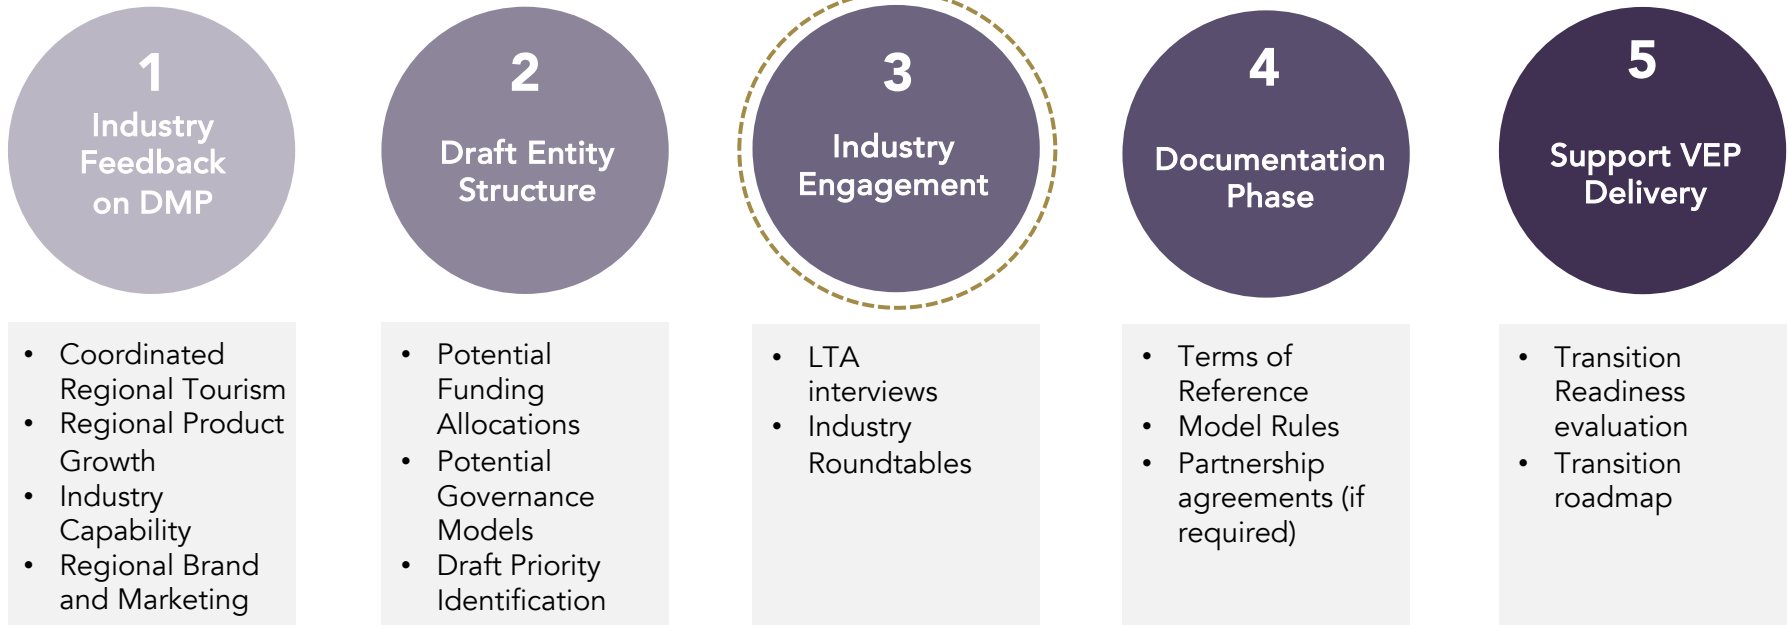 1
Industry
Feedback
on DMP
• Coordinated
Regional Tourism
• Regional Product
Growth
• Industry
Capability
• Regional Brand
and Marketing
2
Draft Entity
Structure
• Potential
Funding
Allocations
• Potential
Governance
Models
• Draft Priority
Identification
3
Industry
Engagement
• LTA
interviews
• Industry
Roundtables
4
Documentation
Phase
• Terms of
Reference
• Model Rules
• Partnership
agreements (if
required)
5
Support VEP
Delivery
• Transition
Readiness
evaluation
• Transition
roadmap